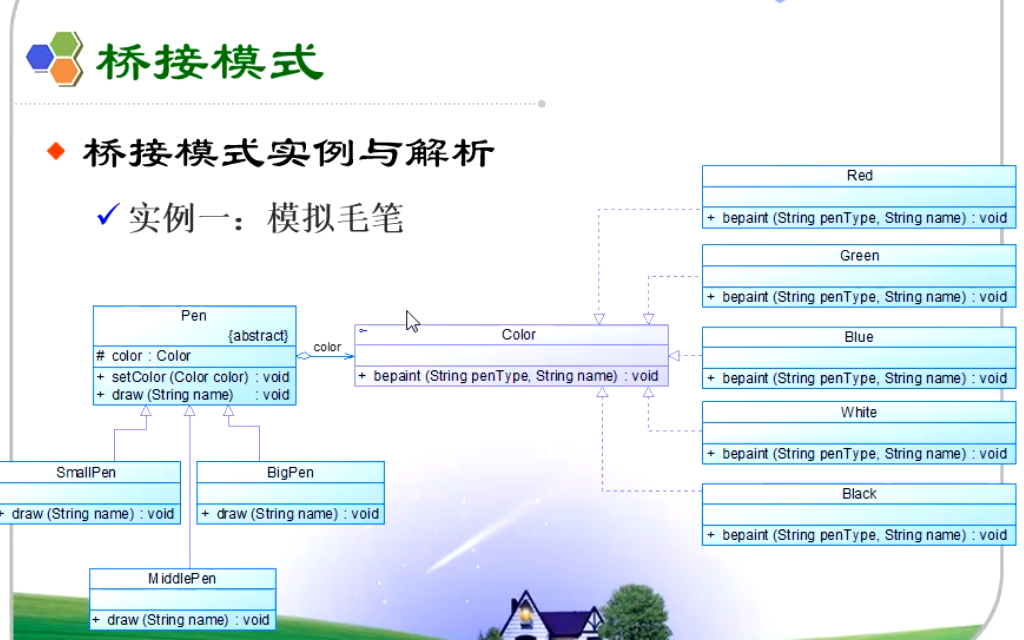 桥接模式
桥接模式实例与解析
实例一：模拟毛笔
Pen
{abstract}
# color : Color
+ setColor (Color color) : void
+ draw (String name) : void
color
Color
+ bepaint (String penType, String name) : void
Red
+ bepaint (String penType, String name) : void
Green
+ bepaint (String penType, String name) : void
Blue
+ bepaint (String penType, String name) : void
White
+ bepaint (String penType, String name) : void
Black
+ bepaint (String penType, String name) : void
SmallPen
+ draw (String name) : void
BigPen
+ draw (String name) : void
MiddlePen
+ draw (String name) : void